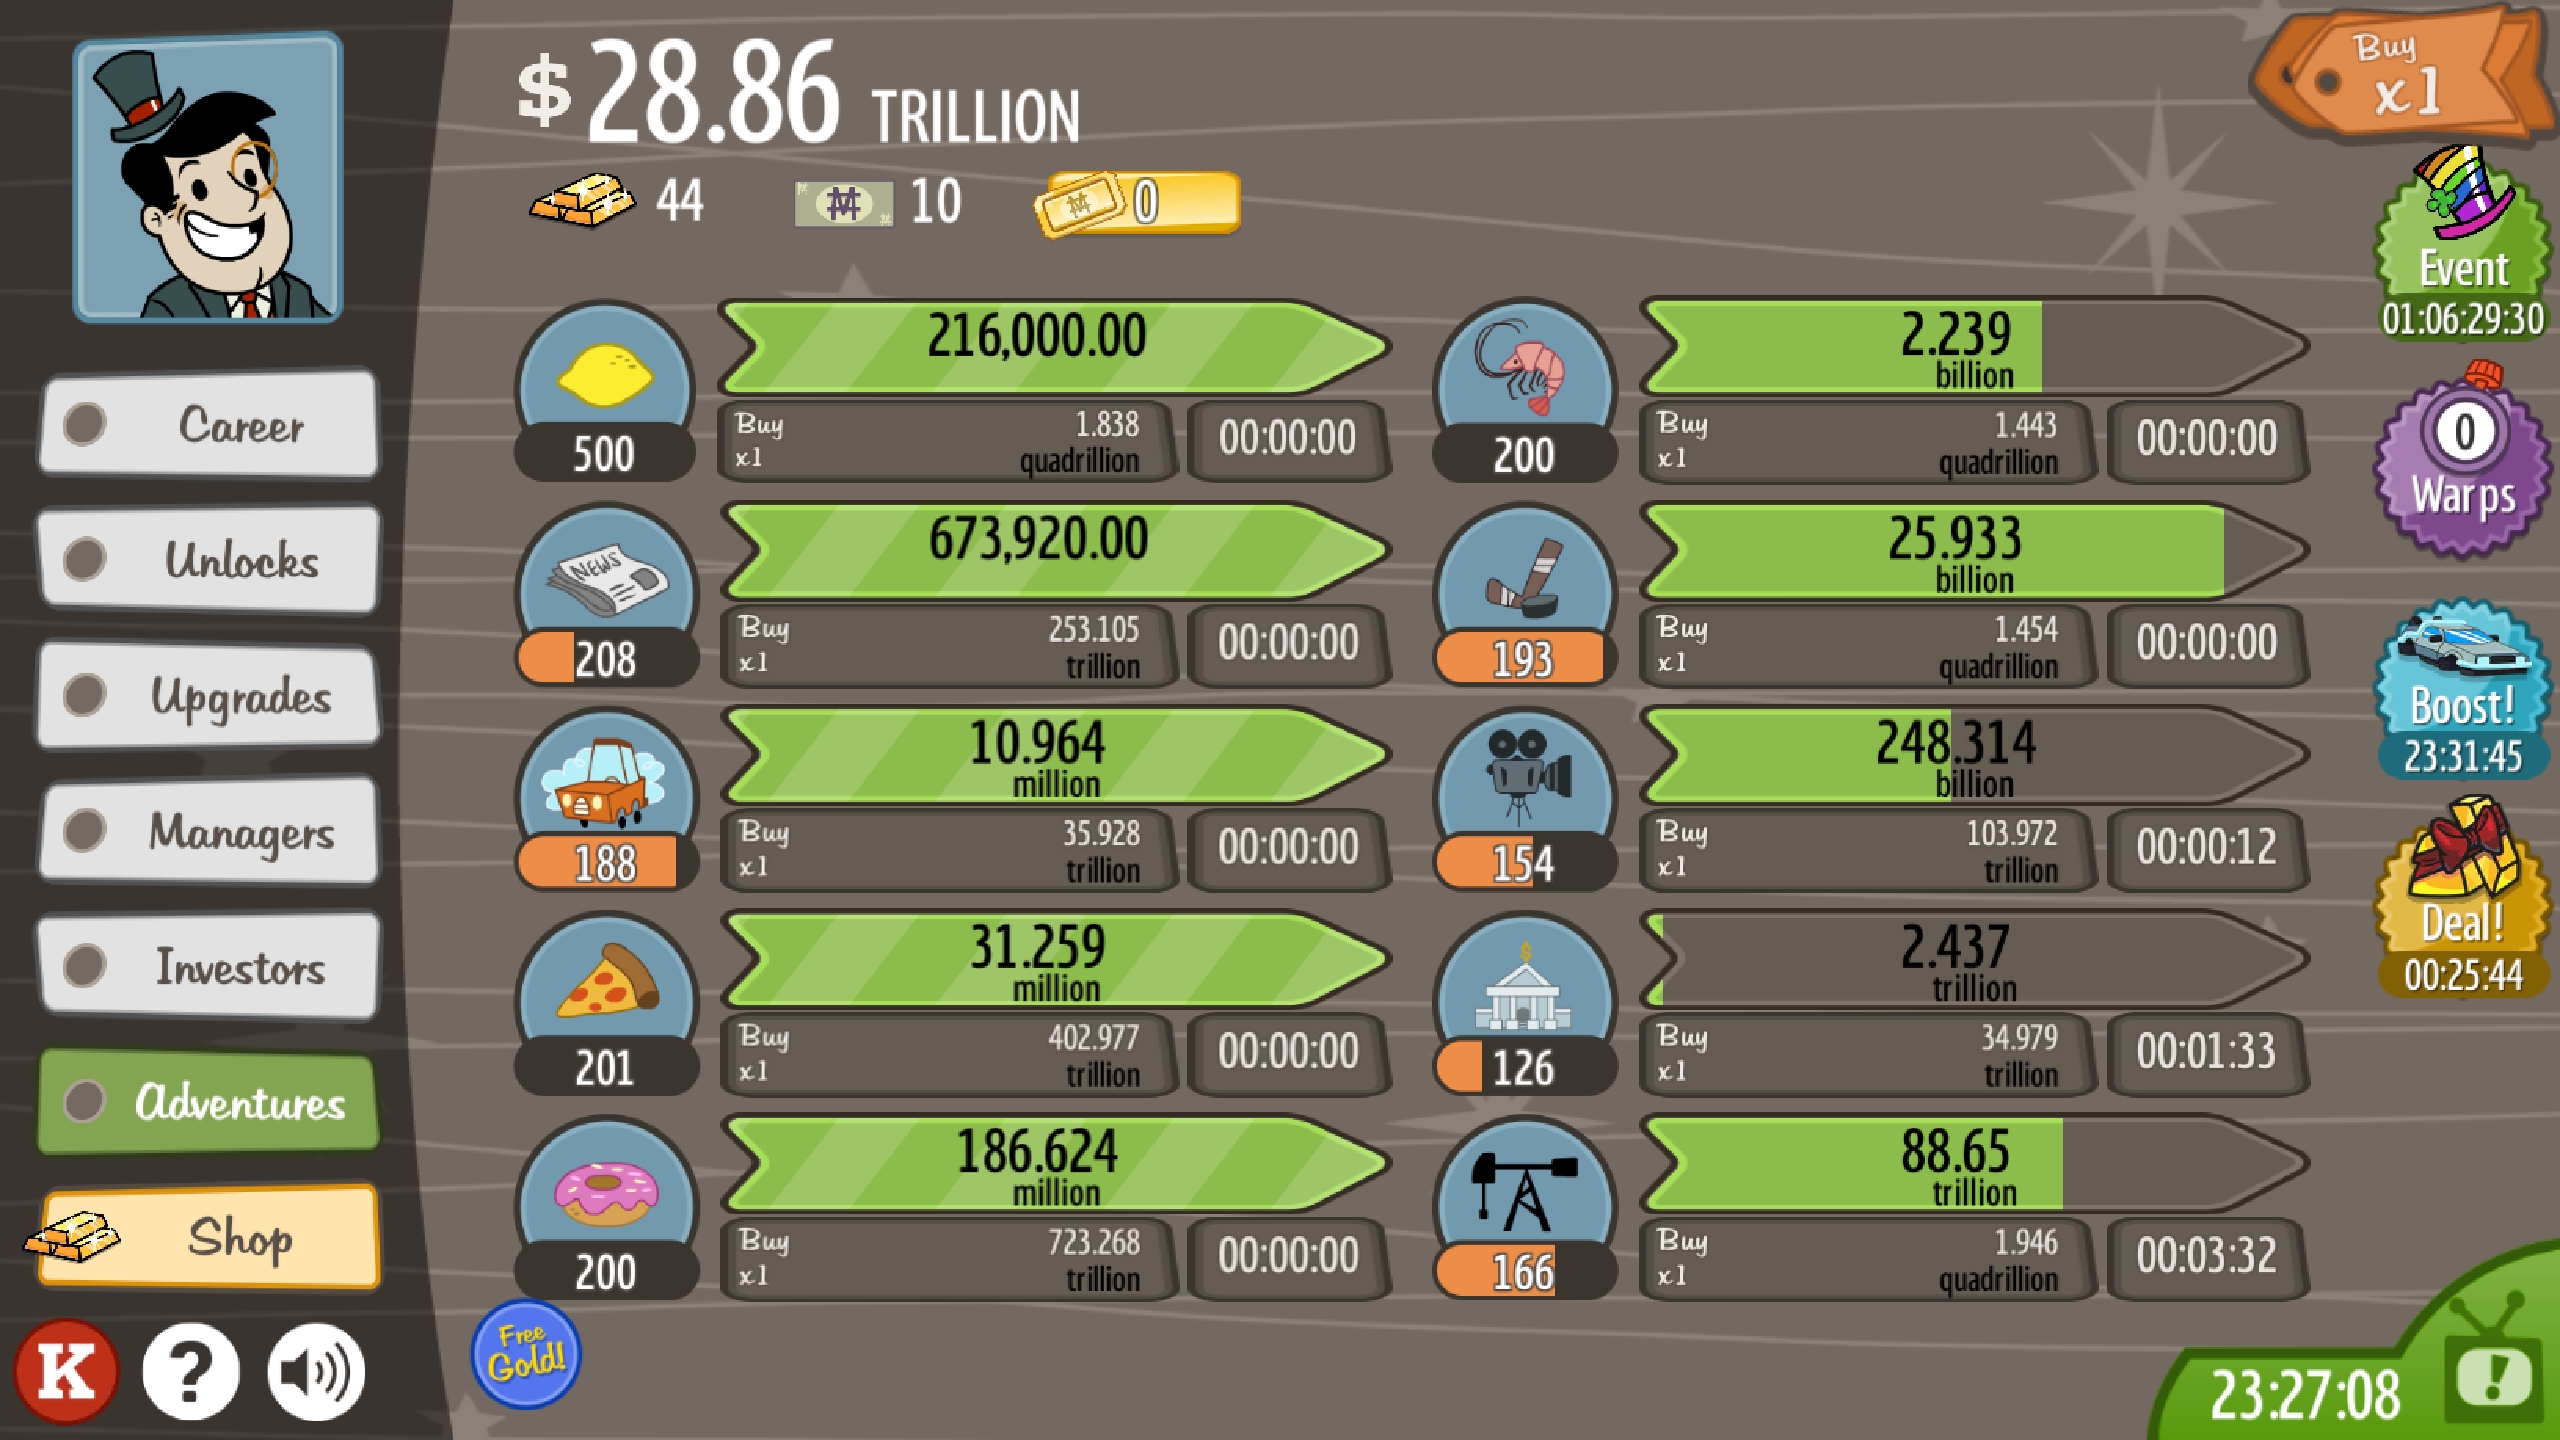 $28.86 TRILLION
44 10 0
Buy
x1
Career
Unlocks
Upgrades
Managers
Investors
Adventures
Shop
K ?
216,000.00
500
Buy x1 1.838 quadrillion 00:00:00
NEWS
673,920.00
208
Buy x1 253.105 trillion 00:00:00
10.964 million
188
Buy x1 35.928 trillion 00:00:00
31.259 million
201
Buy x1 402.977 trillion 00:00:00
186.624 million
200
Buy x1 723.268 trillion 00:00:00
2.239 billion
200
Buy x1 1.443 quadrillion 00:00:00
25.933 billion
193
Buy x1 1.454 quadrillion 00:00:00
248.314 billion
154
Buy x1 103.972 trillion 00:00:12
$
2.437 trillion
126
Buy x1 34.979 trillion 00:01:33
88.65 trillion
166
Buy x1 1.946 quadrillion 00:03:32
Event
01:06:29:30
0
Warps
Boost!
23:31:45
Deal!
00:25:44
Free
Gold!
23:27:08 !